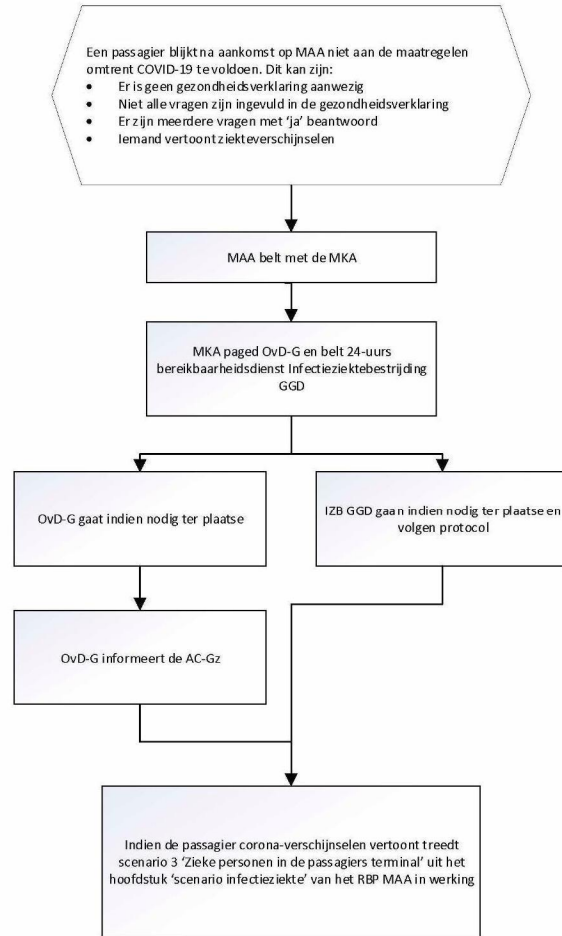 Een passagier blijkt na aankomst op MAA niet aan de maatregelen
omtrent COVID-19 te voldoen. Dit kan zijn:
• Er is geen gezondheidsverklaring aanwezig
• Niet alle vragen zijn ingevuld in de gezondheidsverklaring
• Er zijn meerdere vragen met ‘ja’ beantwoord
• Iemand vertoont ziekteverschijnselen
MAA belt met de MKA
MKA paged OvD-G en belt 24-uurs
bereikbaarheidsdienst Infectieziektebestrijding
GGD
OvD-G gaat indien nodig ter plaatse
IZB GGD gaan indien nodig ter plaatse en
volgen protocol
OvD-G informeert de AC-Gz
Indien de passagier corona-verschijnselen vertoont treedt
scenario 3 ‘Zieke personen in de passagiers terminal’ uit het
hoofdstuk ‘scenario infectieziekte’ van het RBP MAA in werking